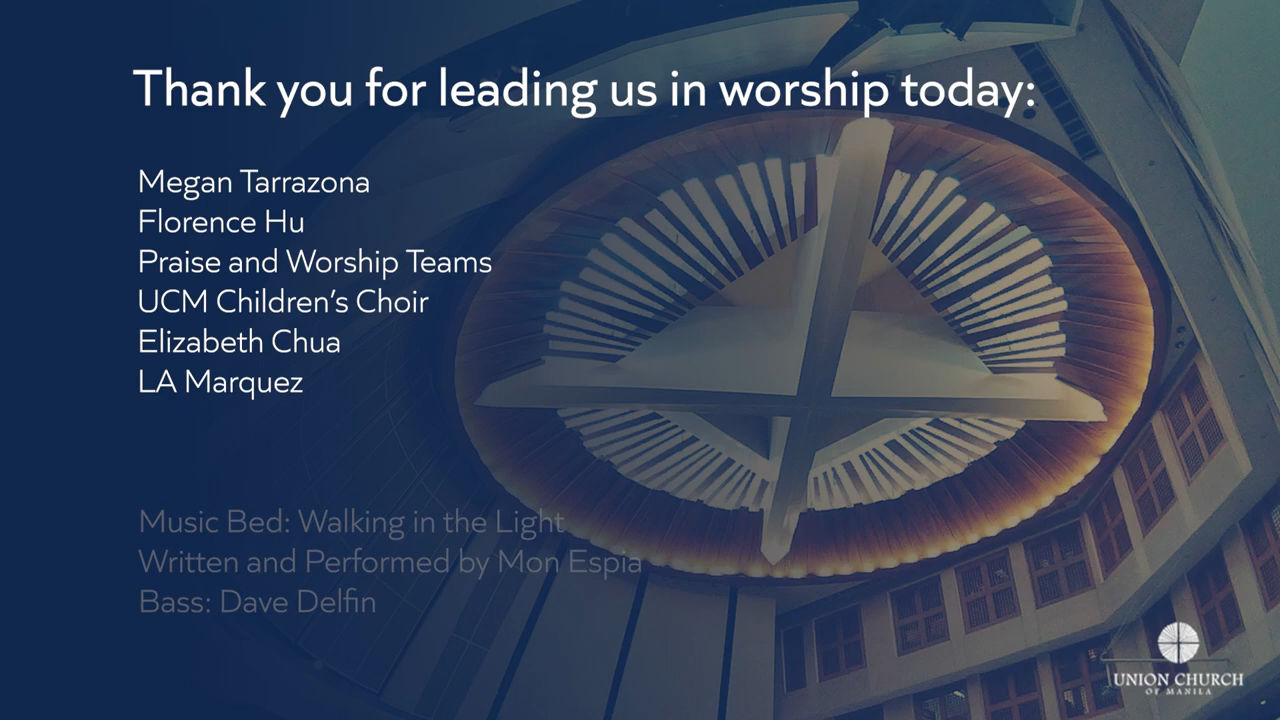 Thank you for leading us in worship today:
Megan Tarrazona
Florence Hu
Praise and Worship Teams
UCM Children's Choir
Elizabeth Chua
LA Marquez
Music Bed: Walking in the Light
Written and Performed by Mon Espia
Bass: Dave Delfin
UNION CHURCH
OF MANILA